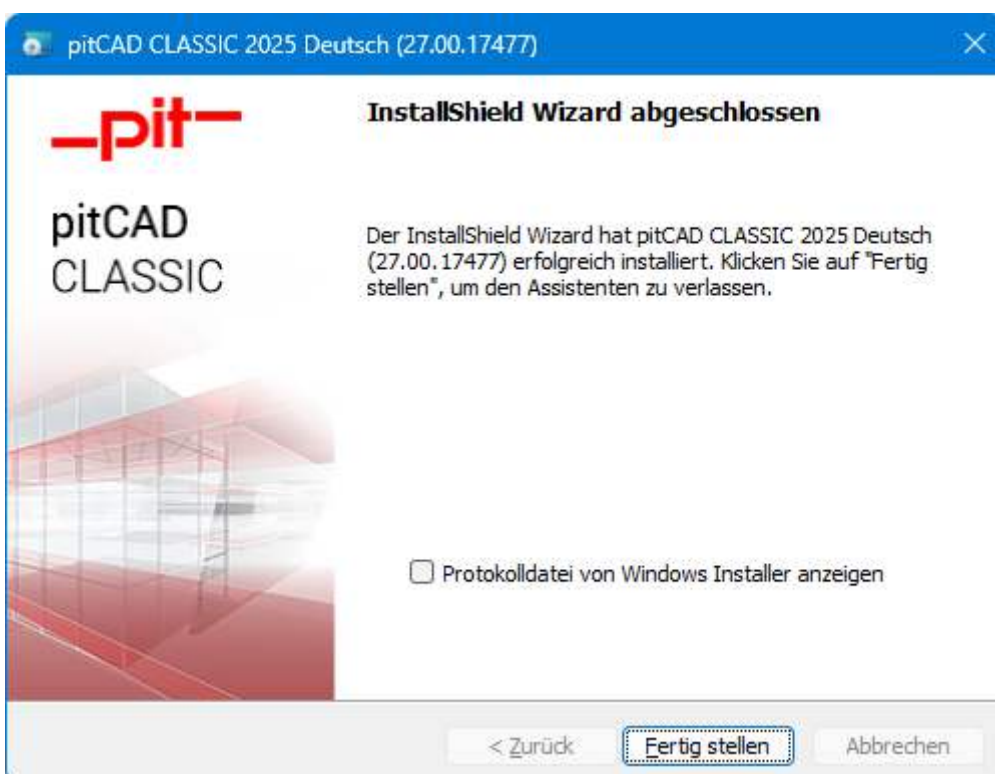 pitCAD CLASSIC 2025 Deutsch (27.00.17477)
pit
pitCAD
CLASSIC
InstallShield Wizard abgeschlossen
Der InstallShield Wizard hat pitCAD CLASSIC 2025 Deutsch
(27.00.17477) erfolgreich installiert. Klicken Sie auf "Fertig
stellen", um den Assistenten zu verlassen.
Protokolldatei von Windows Installer anzeigen
< Zurück
Fertig stellen
Abbrechen